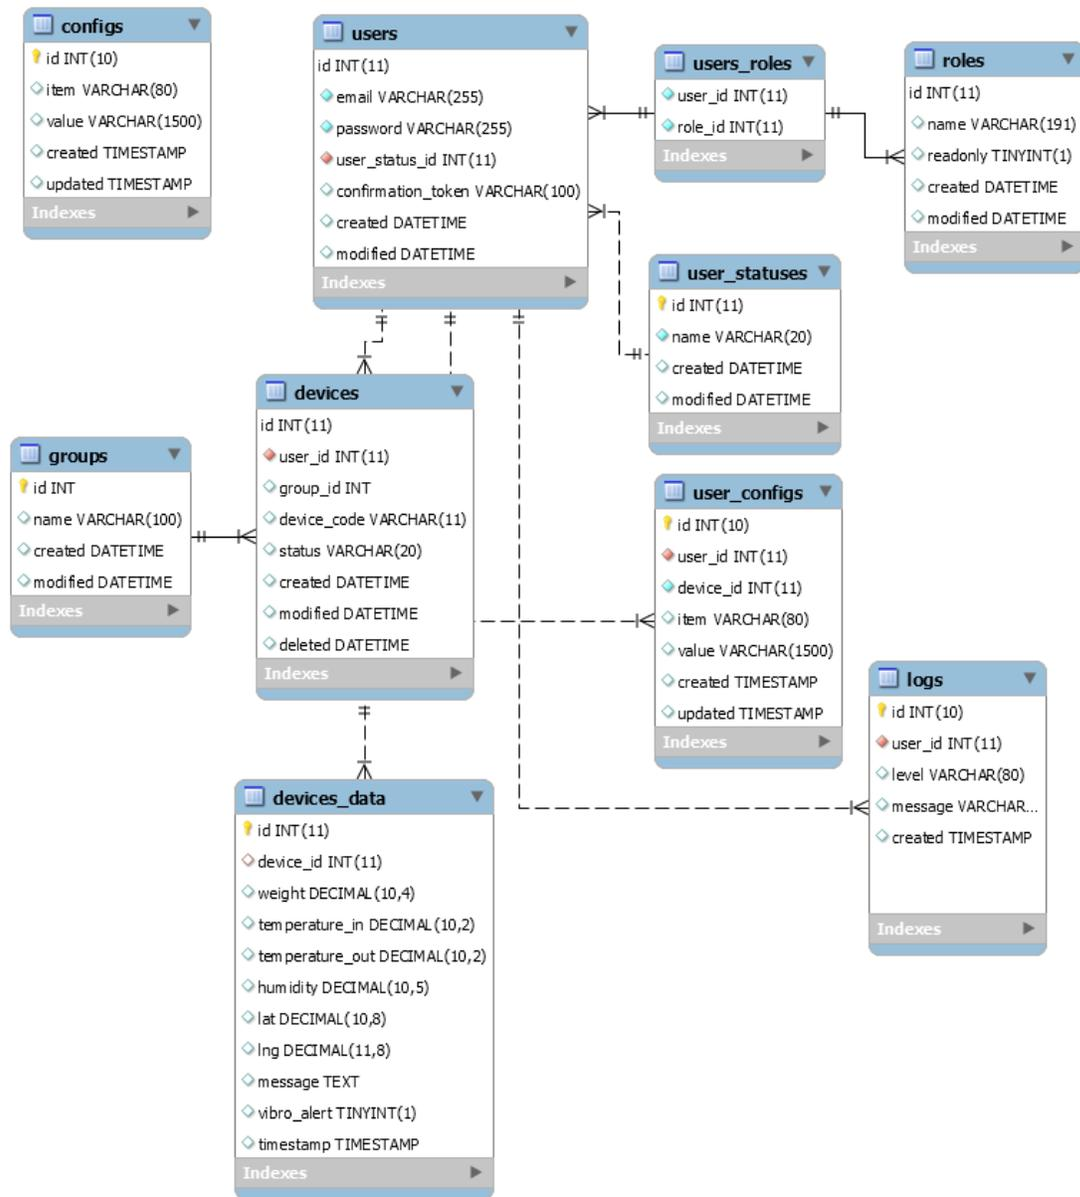 configs
id INT(10)
item VARCHAR(80)
value VARCHAR(1500)
created TIMESTAMP
updated TIMESTAMP
Indexes
users
id INT(11)
email VARCHAR(255)
password VARCHAR(255)
user_status_id INT(11)
confirmation_token VARCHAR(100)
created DATETIME
modified DATETIME
Indexes
users_roles
user_id INT(11)
role_id INT(11)
Indexes
roles
id INT(11)
name VARCHAR(191)
readonly TINYINT(1)
created DATETIME
modified DATETIME
Indexes
user_statuses
id INT(11)
name VARCHAR(20)
created DATETIME
modified DATETIME
Indexes
groups
id INT
name VARCHAR(100)
created DATETIME
modified DATETIME
Indexes
devices
id INT(11)
user_id INT(11)
group_id INT
device_code VARCHAR(11)
status VARCHAR(20)
created DATETIME
modified DATETIME
deleted DATETIME
Indexes
user_configs
id INT(10)
user_id INT(11)
device_id INT(11)
item VARCHAR(80)
value VARCHAR(1500)
created TIMESTAMP
updated TIMESTAMP
Indexes
logs
id INT(10)
user_id INT(11)
level VARCHAR(80)
message VARCHAR...
created TIMESTAMP
Indexes
devices_data
id INT(11)
device_id INT(11)
weight DECIMAL(10,4)
temperature_in DECIMAL(10,2)
temperature_out DECIMAL(10,2)
humidity DECIMAL(10,5)
lat DECIMAL(10,8)
lng DECIMAL(11,8)
message TEXT
vibro_alert TINYINT(1)
timestamp TIMESTAMP
Indexes